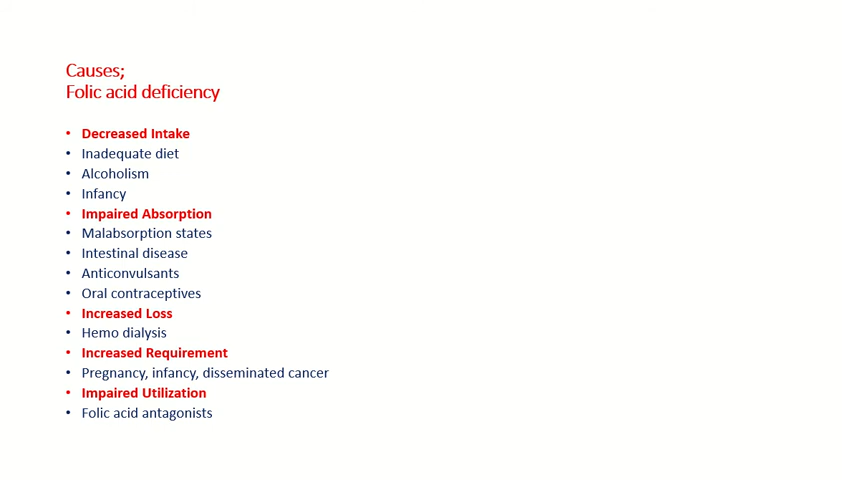 Causes;
Folic acid deficiency
• Decreased Intake
• Inadequate diet
• Alcoholism
• Infancy
• Impaired Absorption
• Malabsorption states
• Intestinal disease
• Anticonvulsants
• Oral contraceptives
• Increased Loss
• Hemo dialysis
• Increased Requirement
• Pregnancy, infancy, disseminated cancer
• Impaired Utilization
• Folic acid antagonists